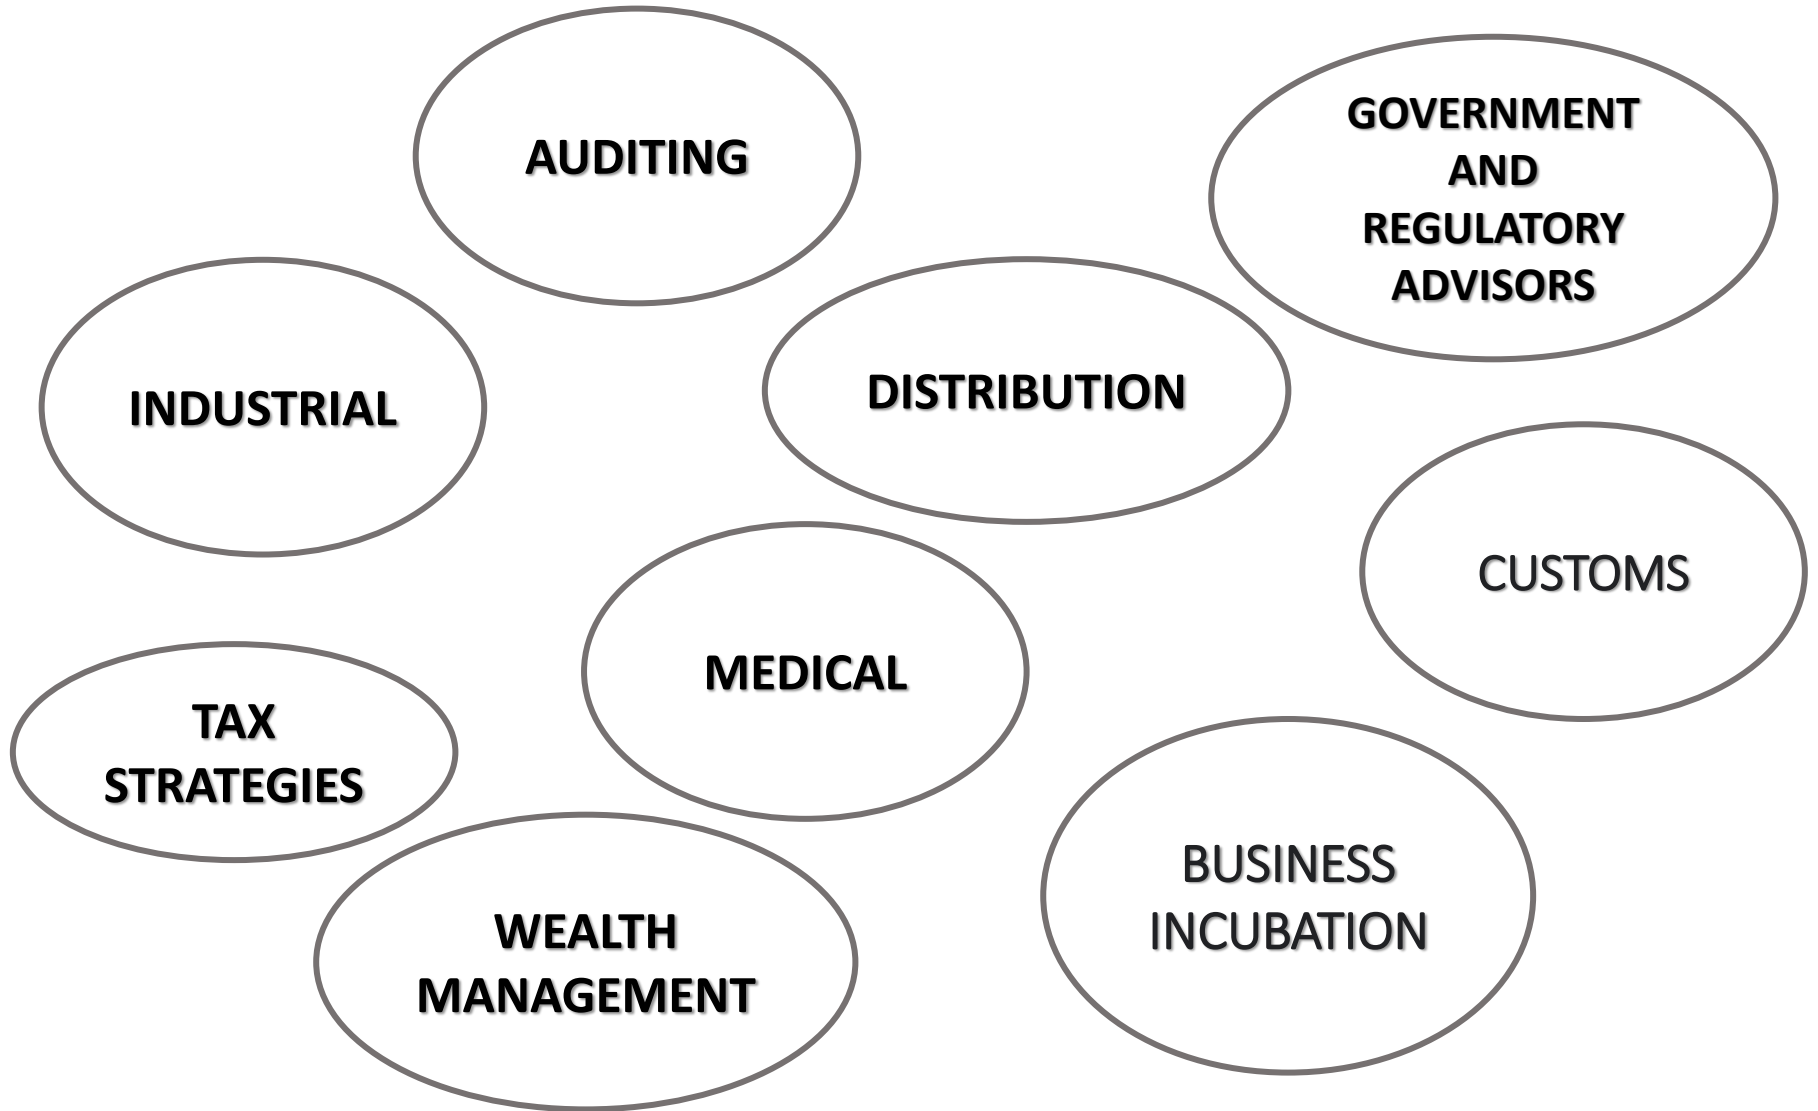 AUDITING
GOVERNMENT
AND
REGULATORY
ADVISORS
INDUSTRIAL
DISTRIBUTION
CUSTOMS
MEDICAL
TAX
STRATEGIES
BUSINESS
INCUBATION
WEALTH
MANAGEMENT